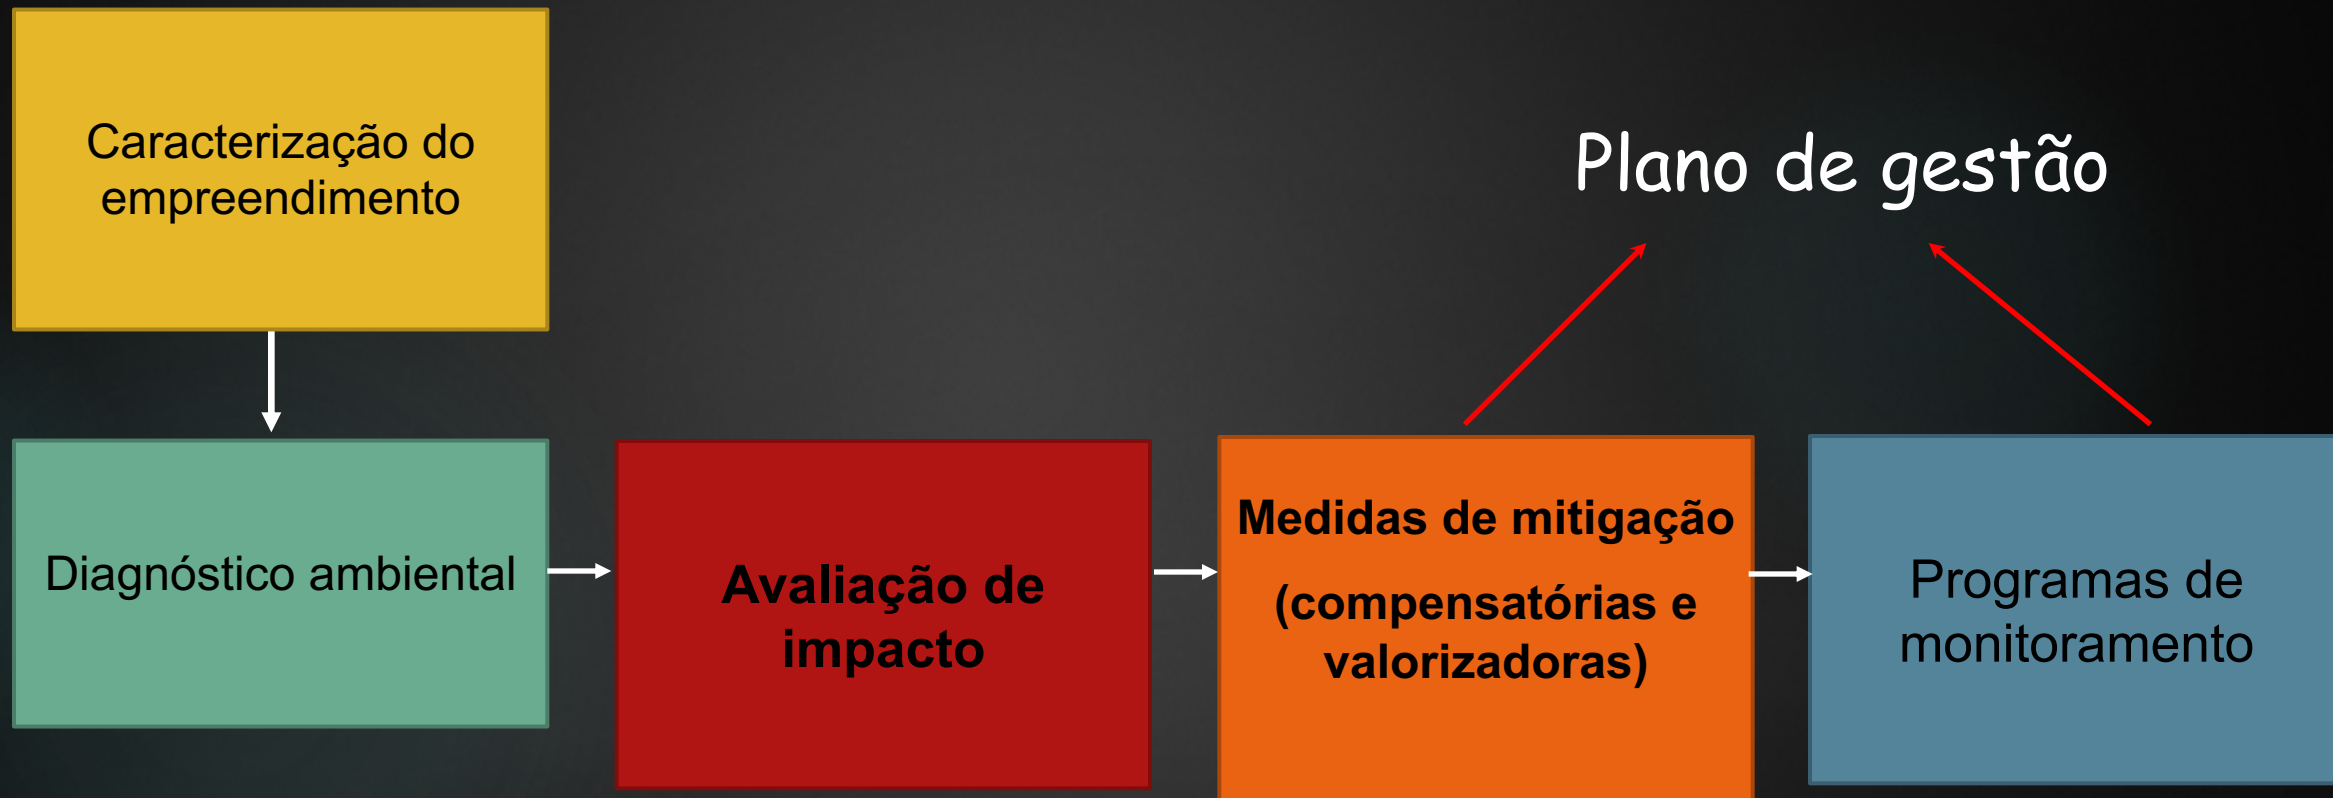 Caracterização do
empreendimento
Plano de gestão
Diagnóstico ambiental
Avaliação de
impacto
Medidas de mitigação
(compensatórias e
valorizadoras)
Programas de
monitoramento